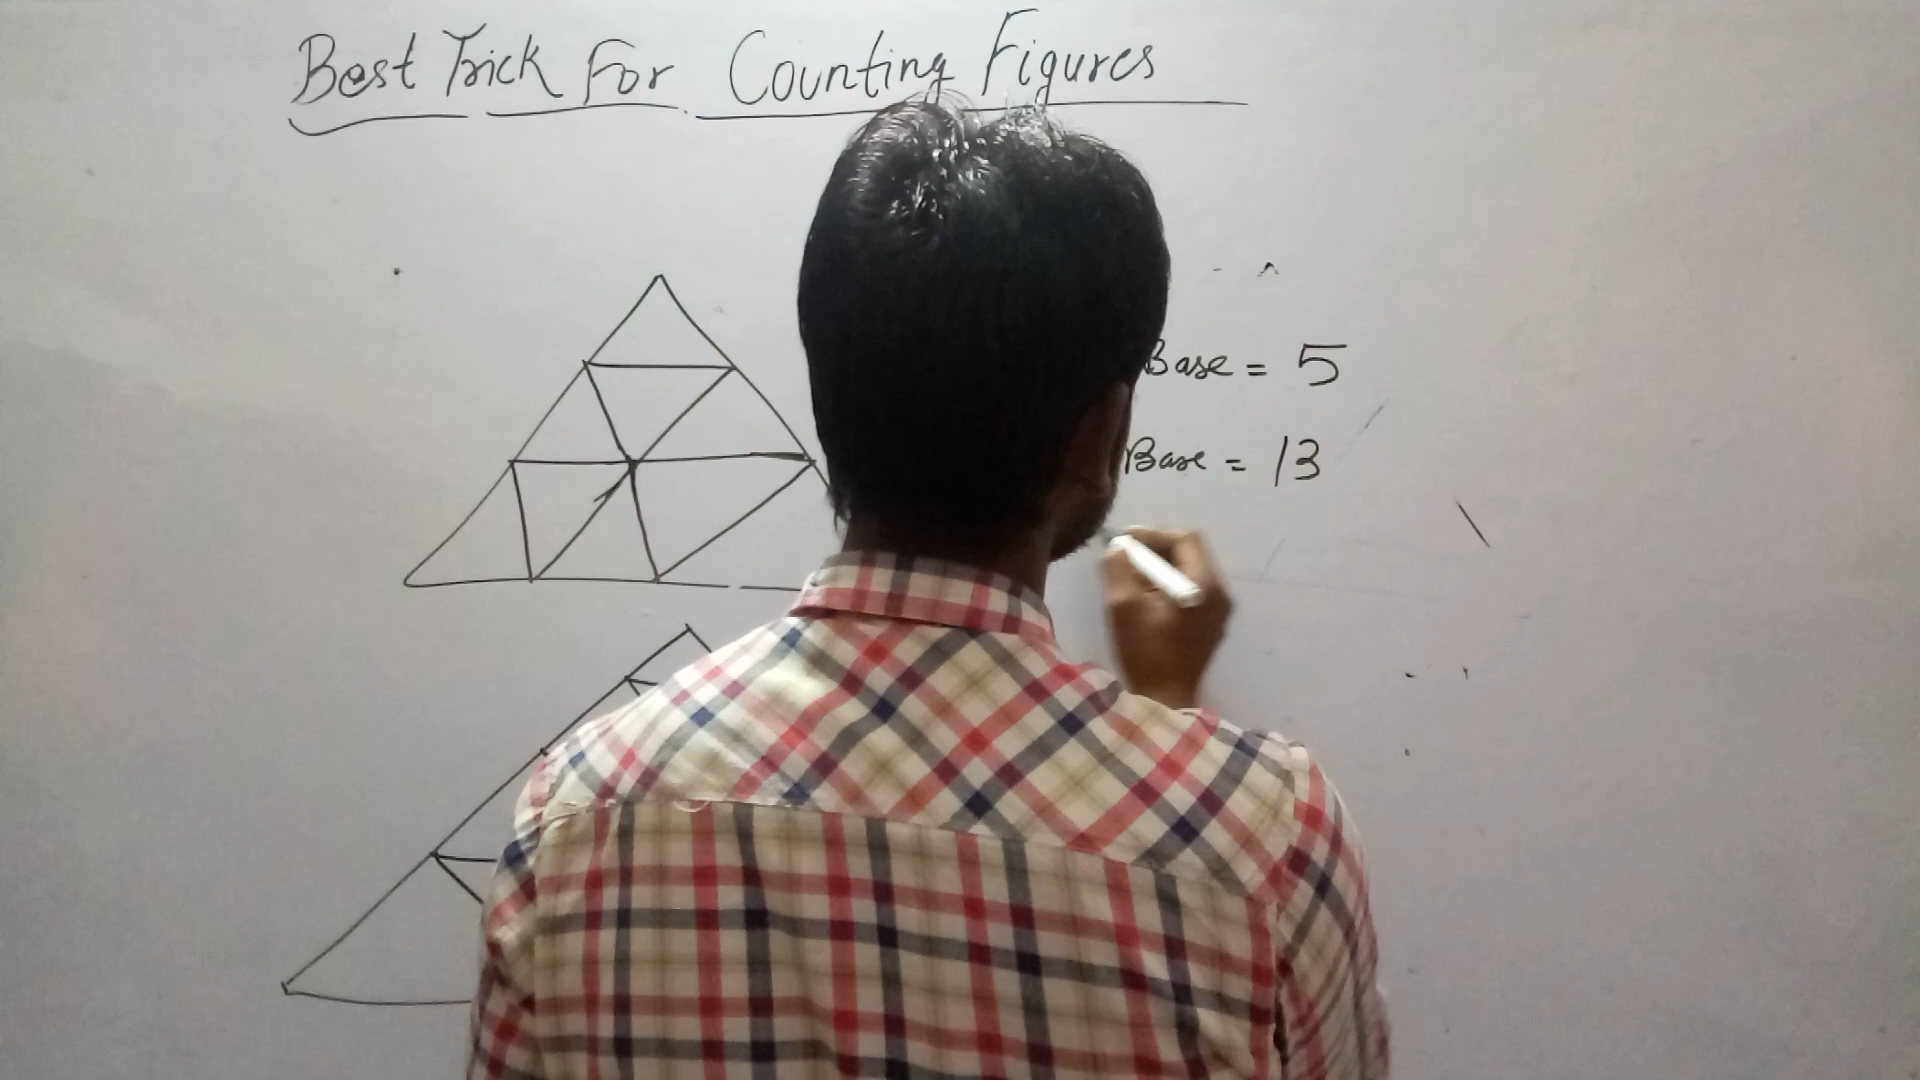 Best Trick For Counting Figures
Base = 5
Base = 13